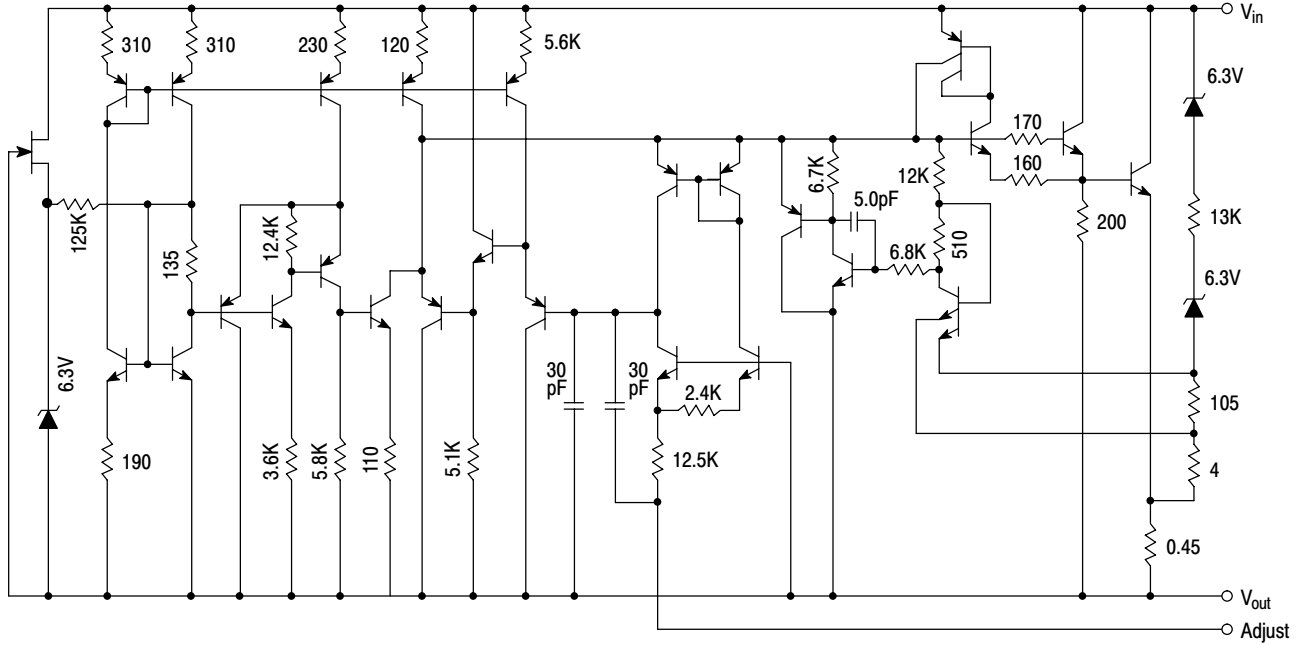 V_in
310
310
230
120
5.6K
6.3V
170
160
6.7K
12K
5.0pF
125K
12.4K
200
13K
135
6.8K
510
6.3V
6.3V
30
pF
30
pF
2.4K
105
190
3.6K
5.8K
110
5.1K
12.5K
4
0.45
V_out
Adjust